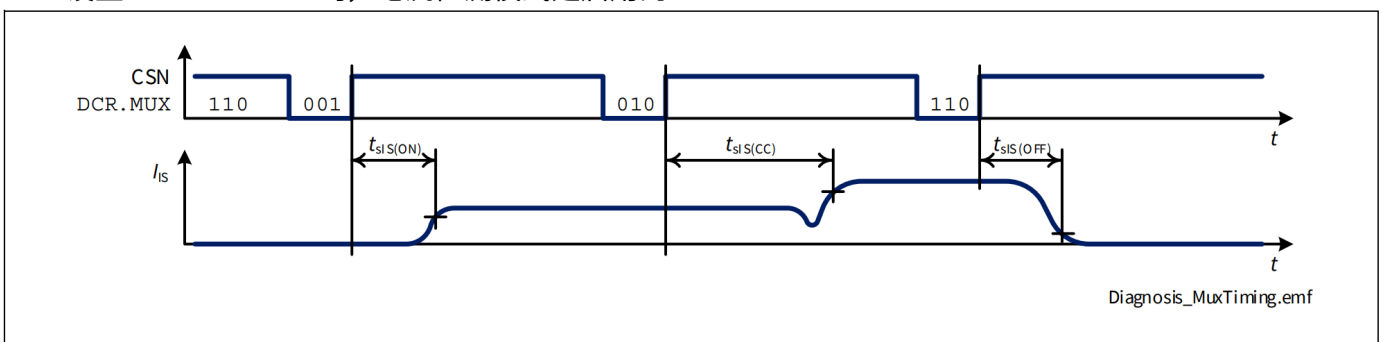 CSN
DCR.MUX 110 001 010 110
t
tsIS(ON) tsIS(CC) tsIS(OFF)
IIS
t
Diagnosis_MuxTiming.emf